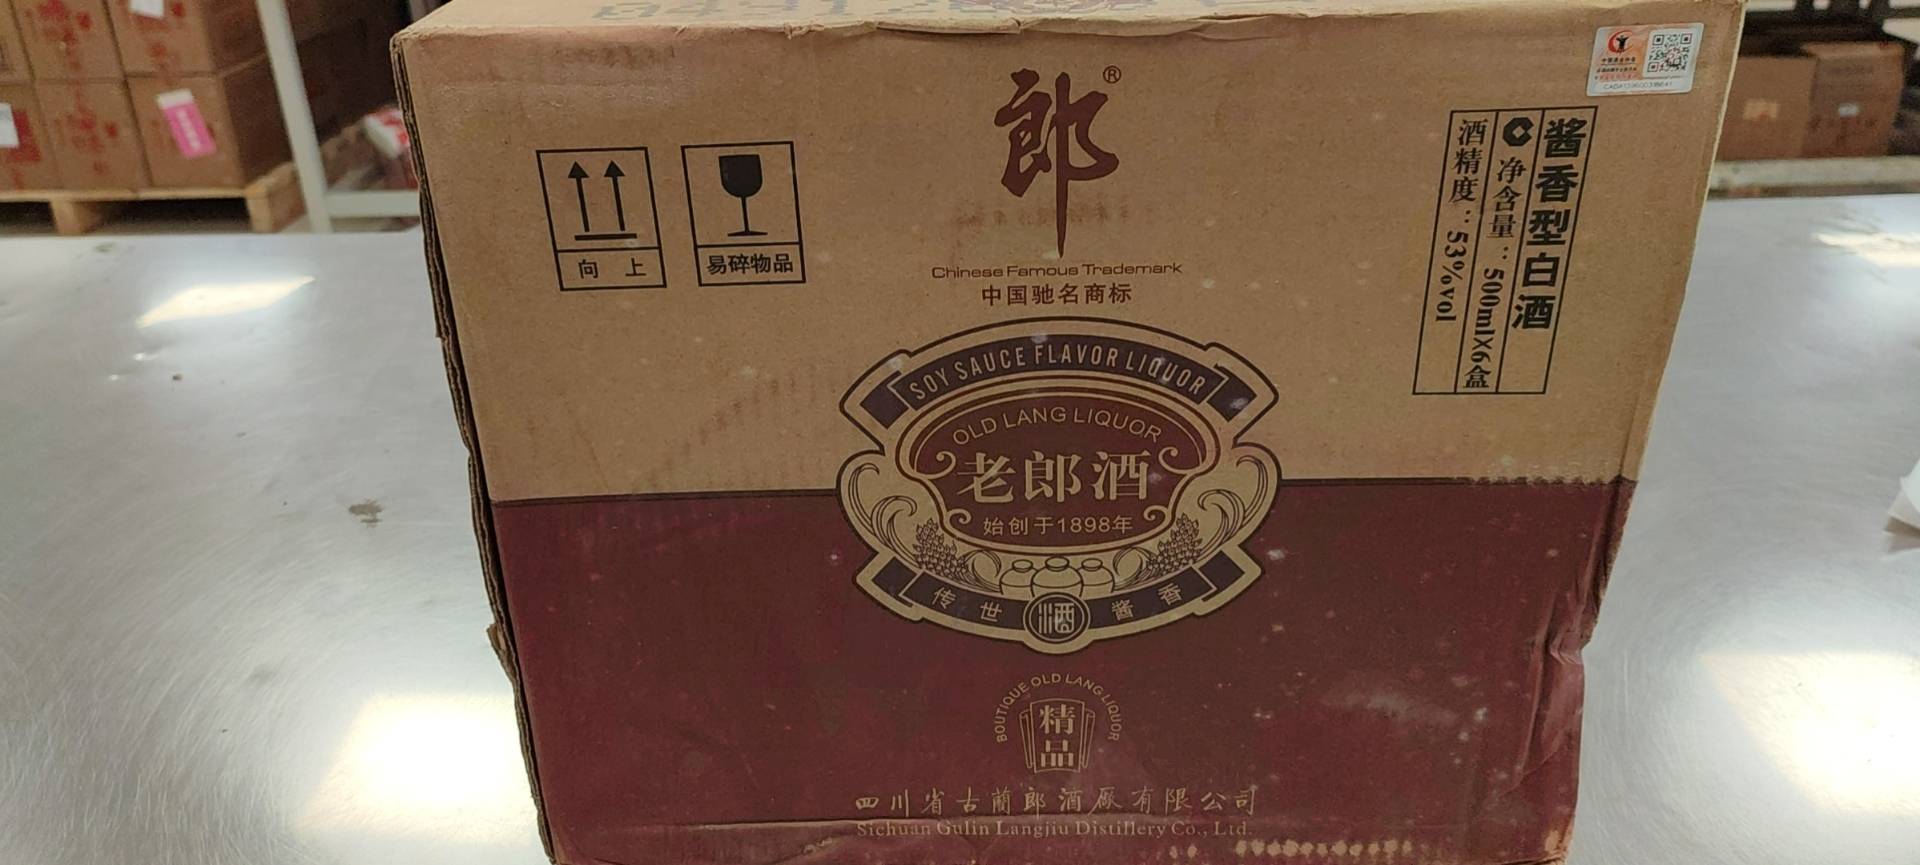 郎®
Chinese Famous Trademark
中国驰名商标
向 上
易碎物品
酱香型白酒
净含量：500ml×6盒
酒精度：53%vol
SOY SAUCE FLAVOR LIQUOR
OLD LANG LIQUOR
老郎酒
始创于1898年
传世酒酱香
BOUTIQUE OLD LANG LIQUOR
精品
四川省古蔺郎酒厰有限公司
Sichuan Gulin Langjiu Distillery Co., Ltd.